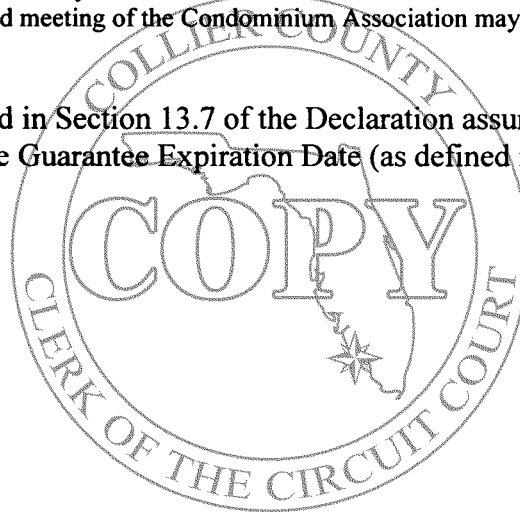 d meeting of the Condominium Association may
d in Section 13.7 of the Declaration assur
e Guarantee Expiration Date (as defined
COLLIER COUNTY
COPY
CLERK OF THE CIRCUIT COURT